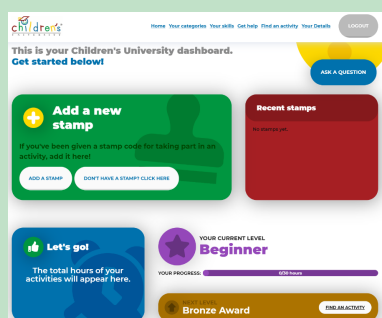 children's
UNIVERSITY
Home Your categories Your skills Get help Find an activity Your Details
LOGOUT
This is your Children's University dashboard.
Get started below!
ASK A QUESTION
Add a new
stamp
If you've been given a stamp code for taking part in an
activity, add it here!
ADD A STAMP
DON'T HAVE A STAMP? CLICK HERE
Recent stamps
No stamps yet.
Let's go!
The total hours of your
activities will appear here.
YOUR CURRENT LEVEL
Beginner
YOUR PROGRESS:
0/30 hours
NEXT LEVEL
Bronze Award
FIND AN ACTIVITY